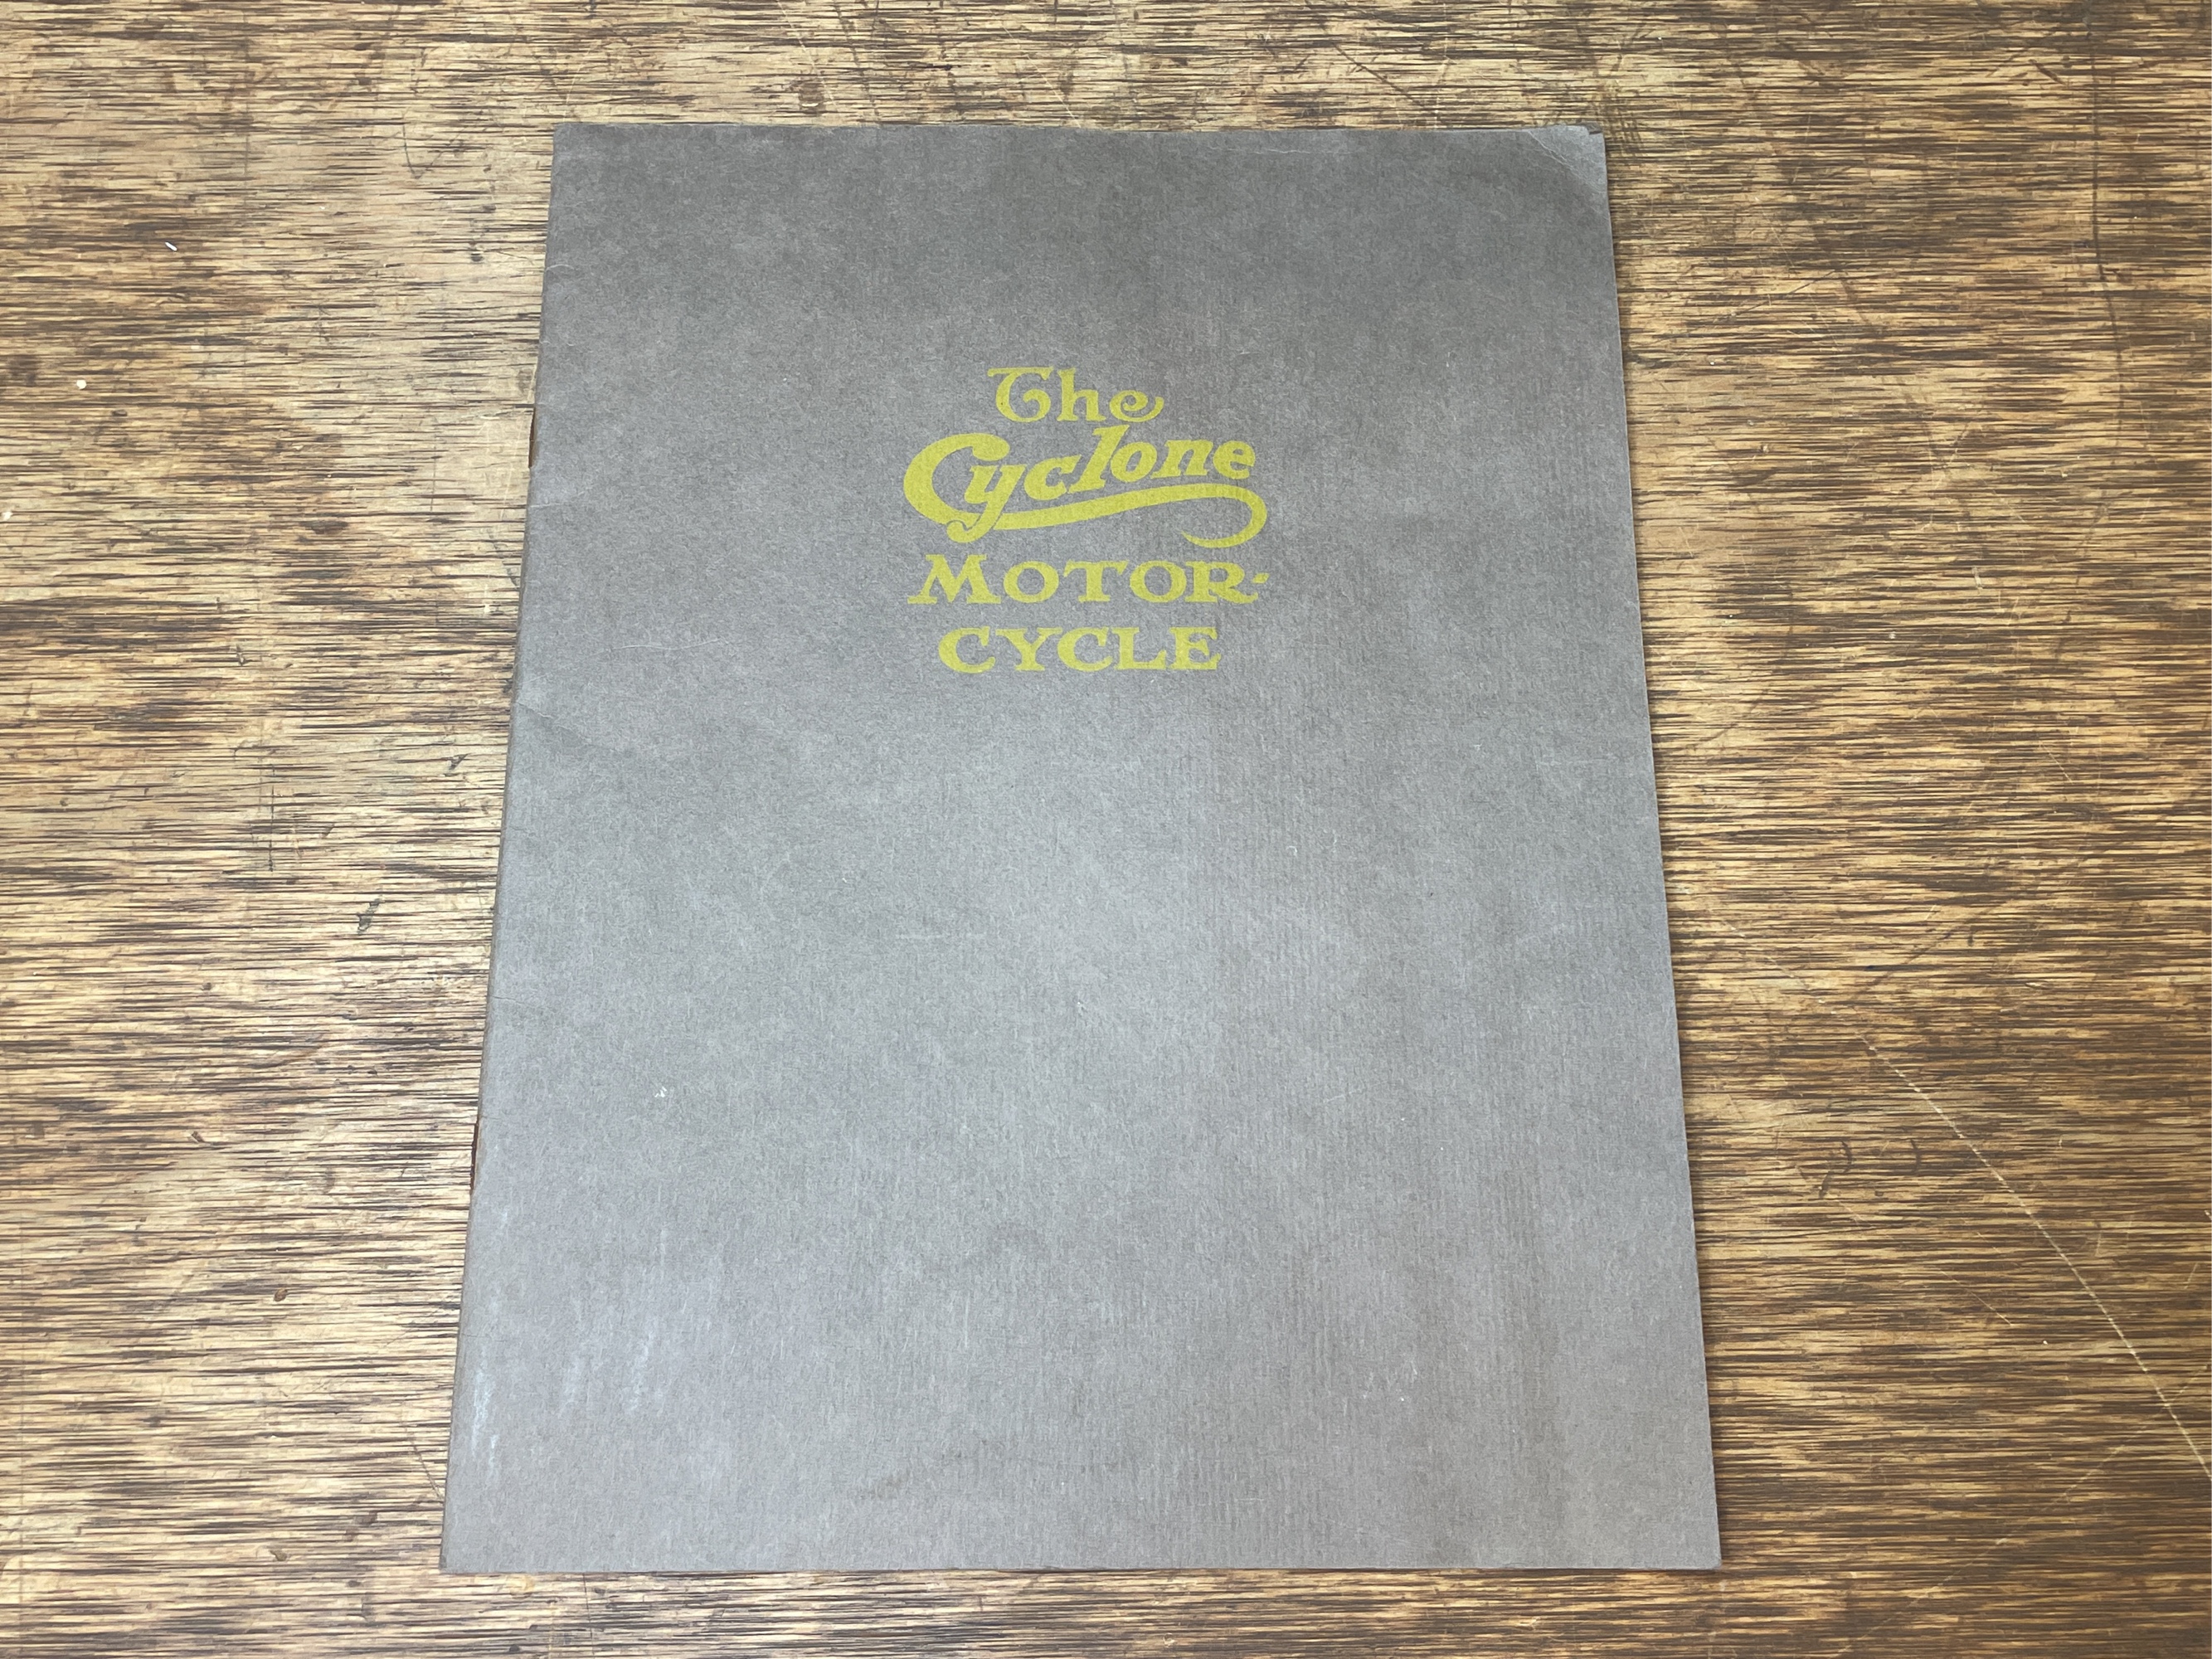 The
Cyclone
MOTOR-
CYCLE